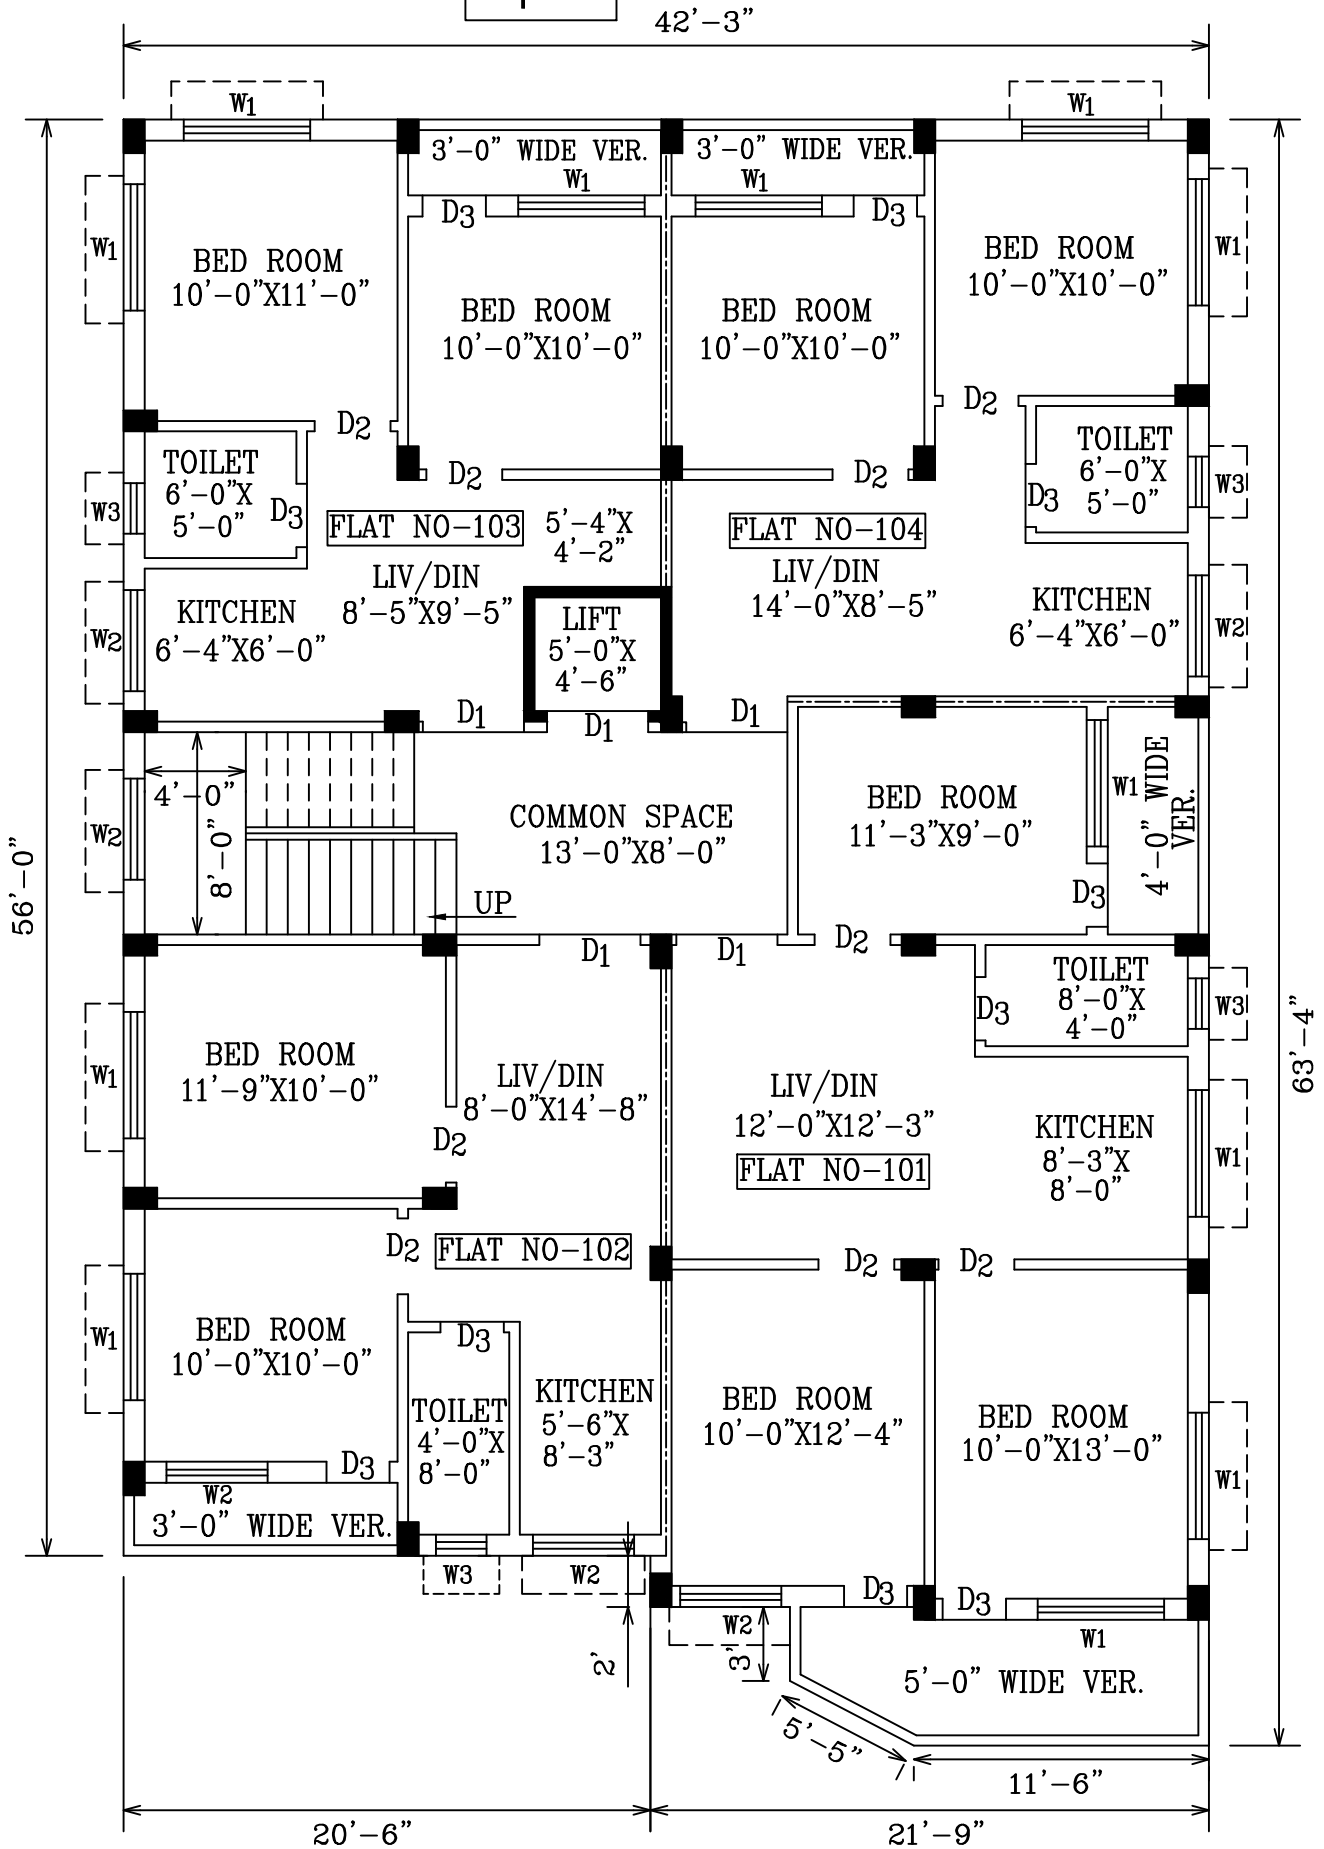 42'-3"
W1
W1
3'-0" WIDE VER.
3'-0" WIDE VER.
W1
W1
D3
D3
W1
W1
BED ROOM
10'-0"X11'-0"
BED ROOM
10'-0"X10'-0"
BED ROOM
10'-0"X10'-0"
BED ROOM
10'-0"X10'-0"
D2
D2
D2
D2
TOILET
6'-0"X
5'-0"
D3
W3
TOILET
6'-0"X
5'-0"
D3
W3
FLAT NO-103
5'-4"X
4'-2"
FLAT NO-104
LIV/DIN
8'-5"X9'-5"
LIV/DIN
14'-0"X8'-5"
KITCHEN
6'-4"X6'-0"
W2
LIFT
5'-0"X
4'-6"
KITCHEN
6'-4"X6'-0"
W2
D1
D1
D1
4'-0"
8'-0"
W2
COMMON SPACE
13'-0"X8'-0"
BED ROOM
11'-3"X9'-0"
W1
4'-0" WIDE
VER.
D3
56'-0"
UP
D1
D1
D2
TOILET
8'-0"X
4'-0"
D3
W3
63'-4"
BED ROOM
11'-9"X10'-0"
W1
LIV/DIN
8'-0"X14'-8"
D2
LIV/DIN
12'-0"X12'-3"
FLAT NO-101
KITCHEN
8'-3"X
8'-0"
W1
D2
FLAT NO-102
D2
D2
BED ROOM
10'-0"X10'-0"
W1
D3
TOILET
4'-0"X
8'-0"
KITCHEN
5'-6"X
8'-3"
BED ROOM
10'-0"X12'-4"
BED ROOM
10'-0"X13'-0"
W1
D3
W2
3'-0" WIDE VER.
W3
W2
D3
D3
W2
W1
2'
3'
5'-0" WIDE VER.
5'-5"
11'-6"
20'-6"
21'-9"